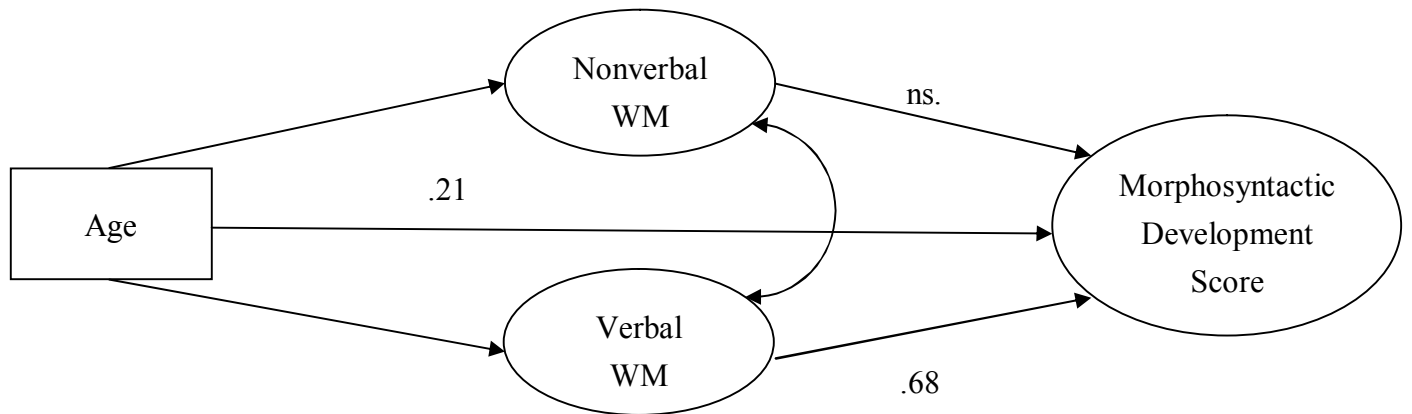 Nonverbal
WM
ns.
.21
Age
Morphosyntactic
Development
Score
Verbal
WM
.68